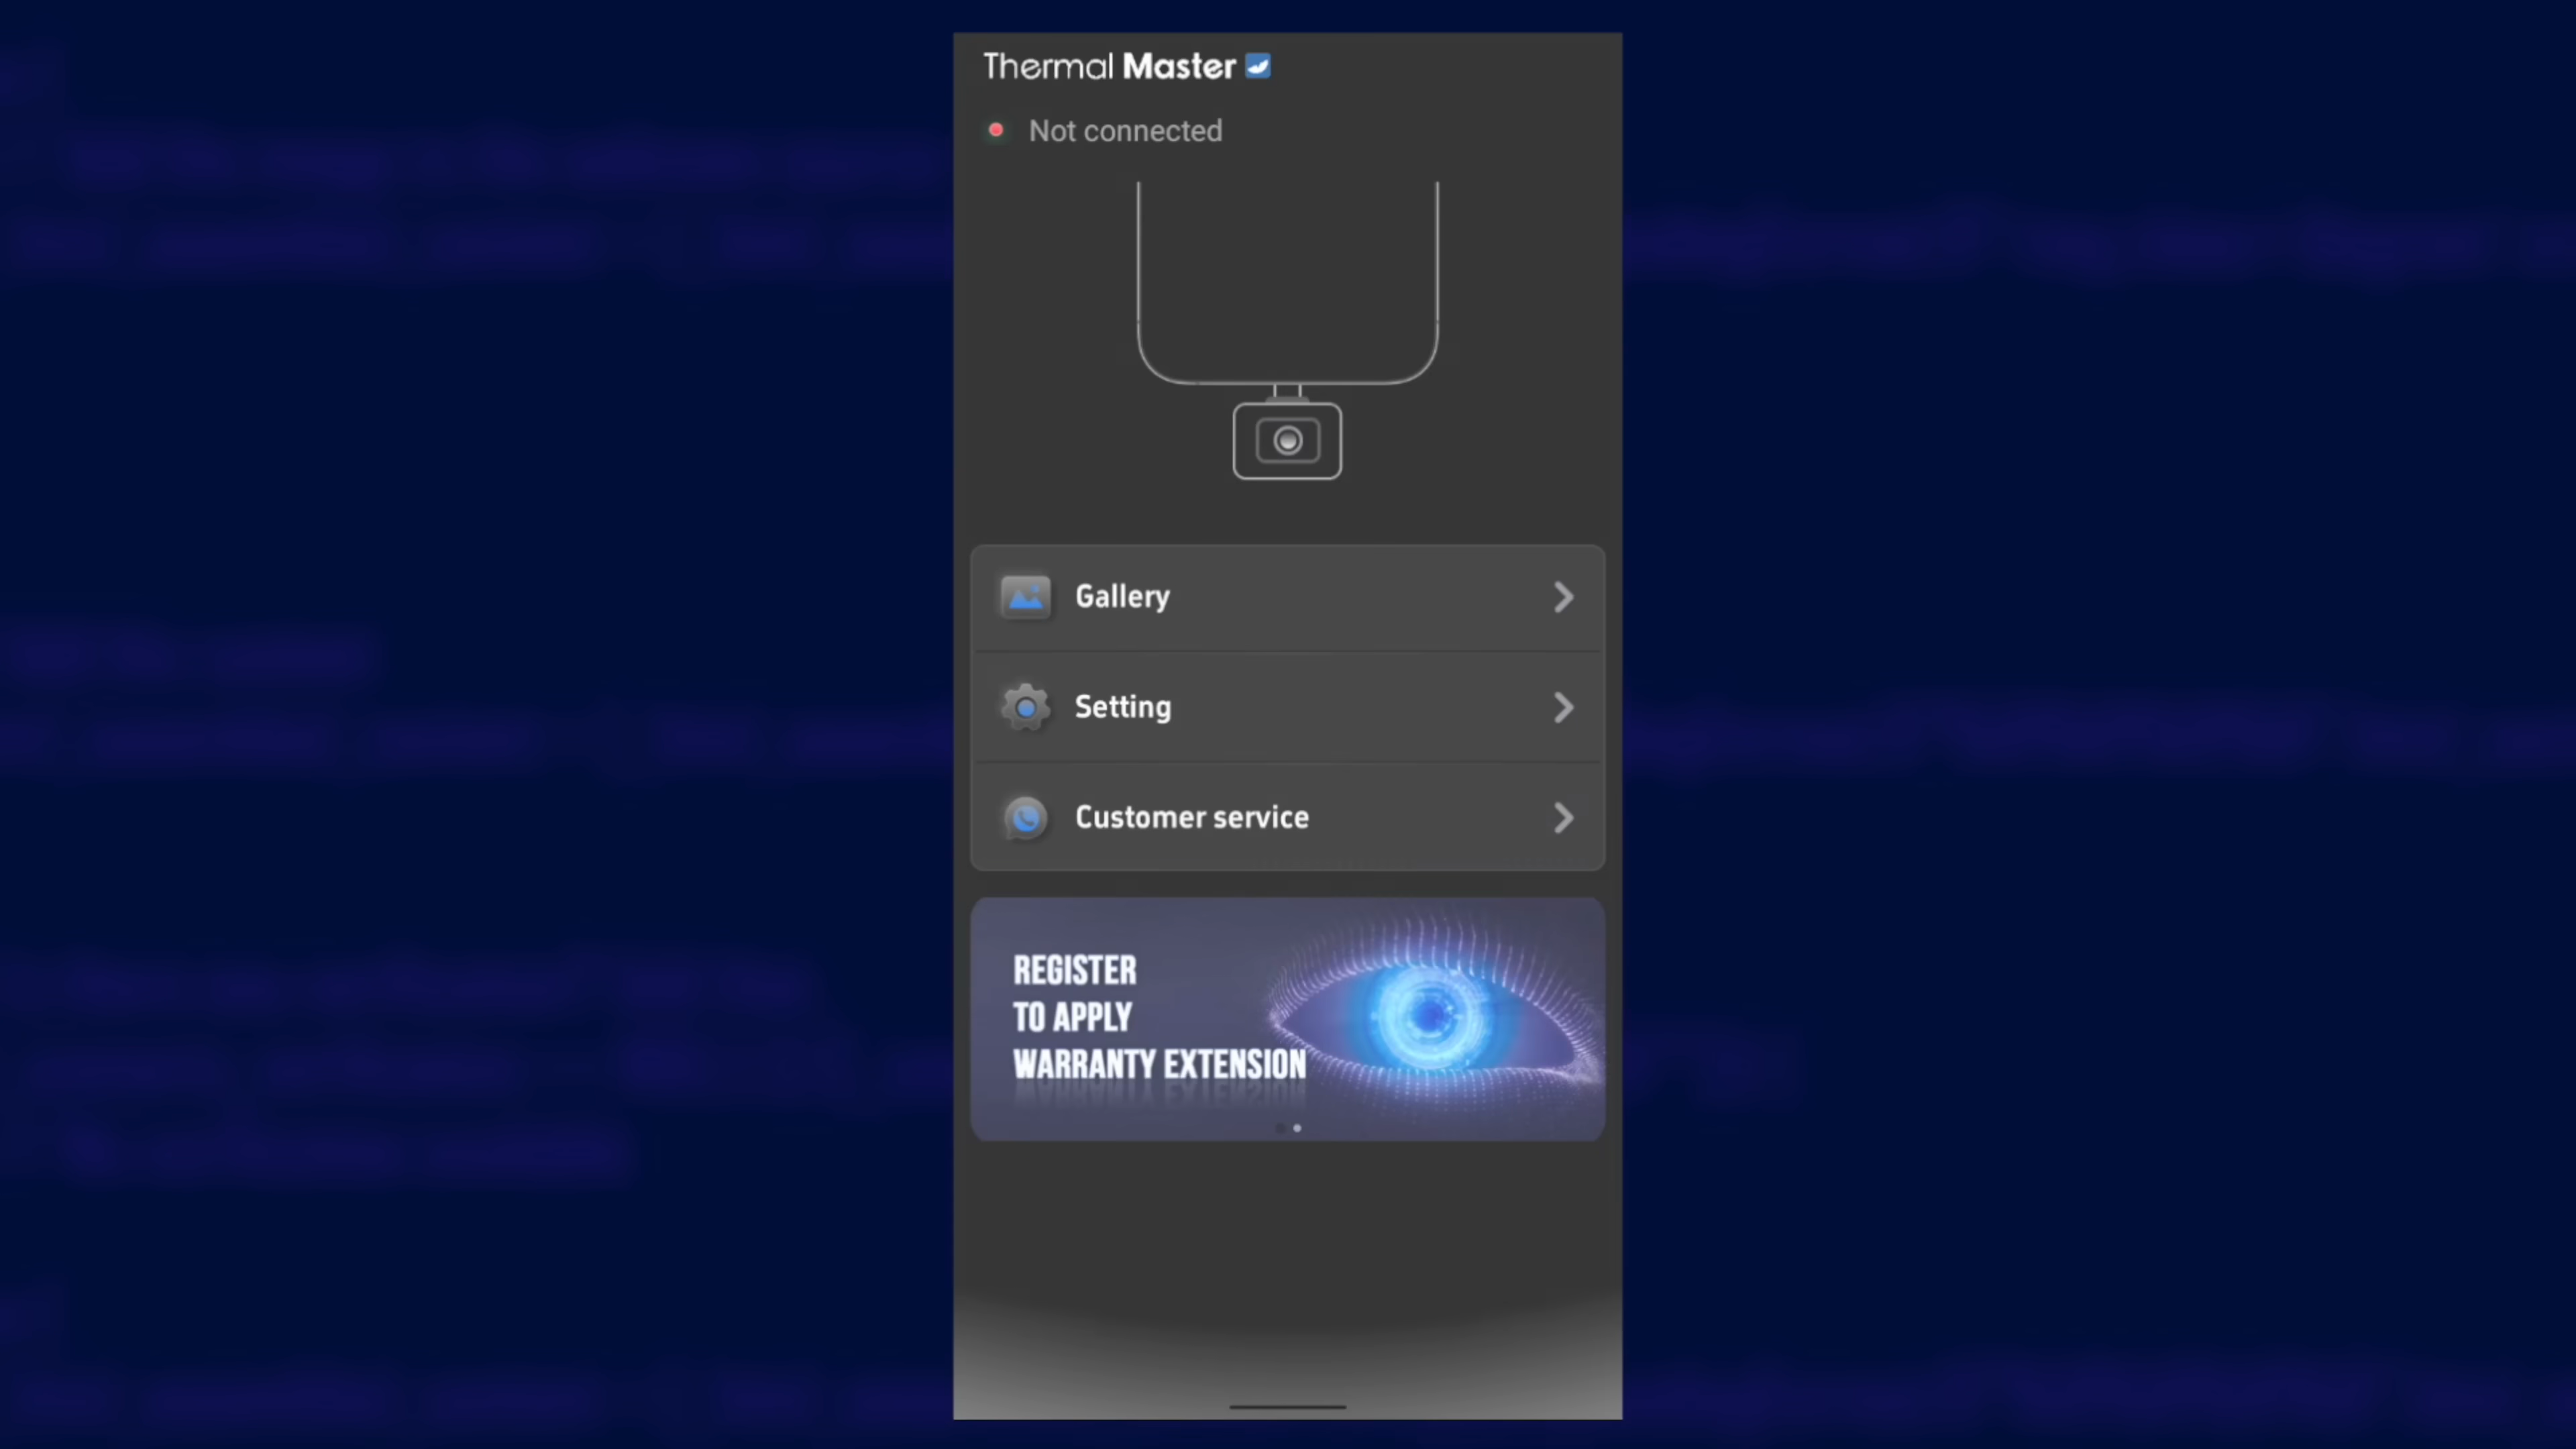 Thermal Master
Not connected
Gallery
Setting
Customer service
REGISTER
TO APPLY
WARRANTY EXTENSION